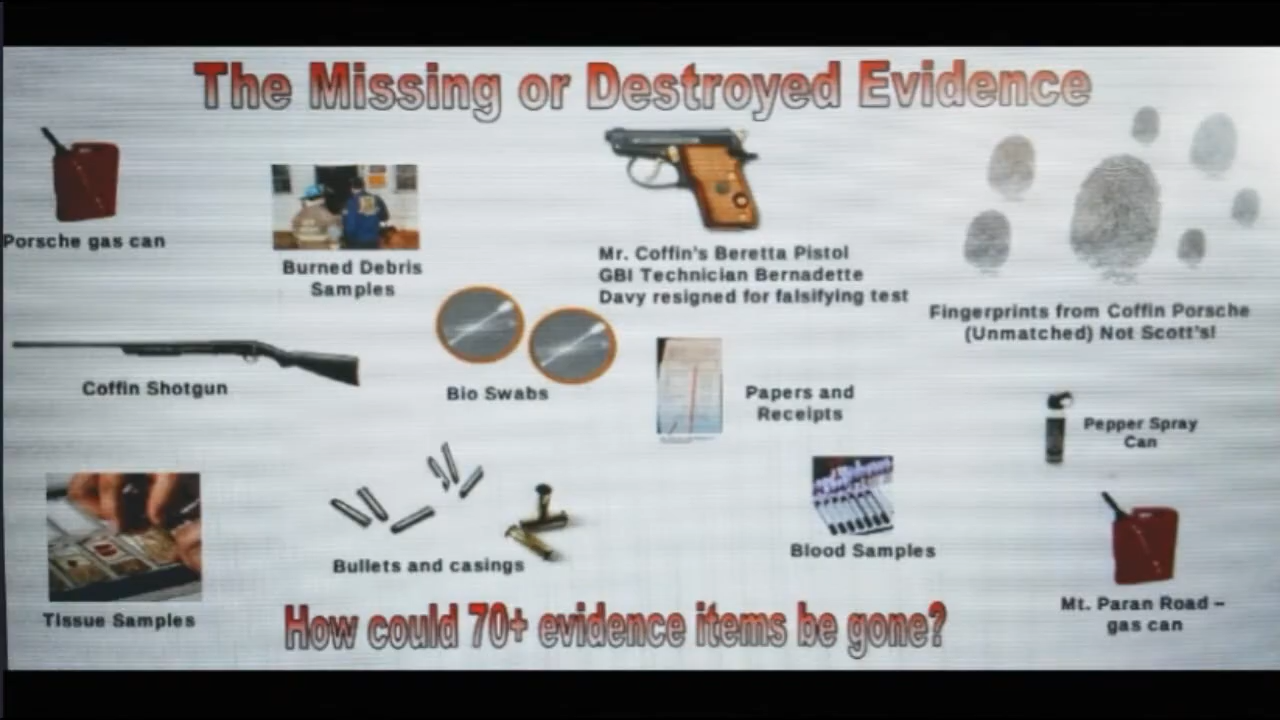 The Missing or Destroyed Evidence
Porsche gas can
Burned Debris
Samples
Mr. Coffin's Beretta Pistol
GBI Technician Bernadette
Davy resigned for falsifying test
Fingerprints from Coffin Porsche
(Unmatched) Not Scott's!
Coffin Shotgun
Bio Swabs
Papers and
Receipts
Pepper Spray
Can
Tissue Samples
Bullets and casings
Blood Samples
Mt. Paran Road –
gas can
How could 70+ evidence items be gone?